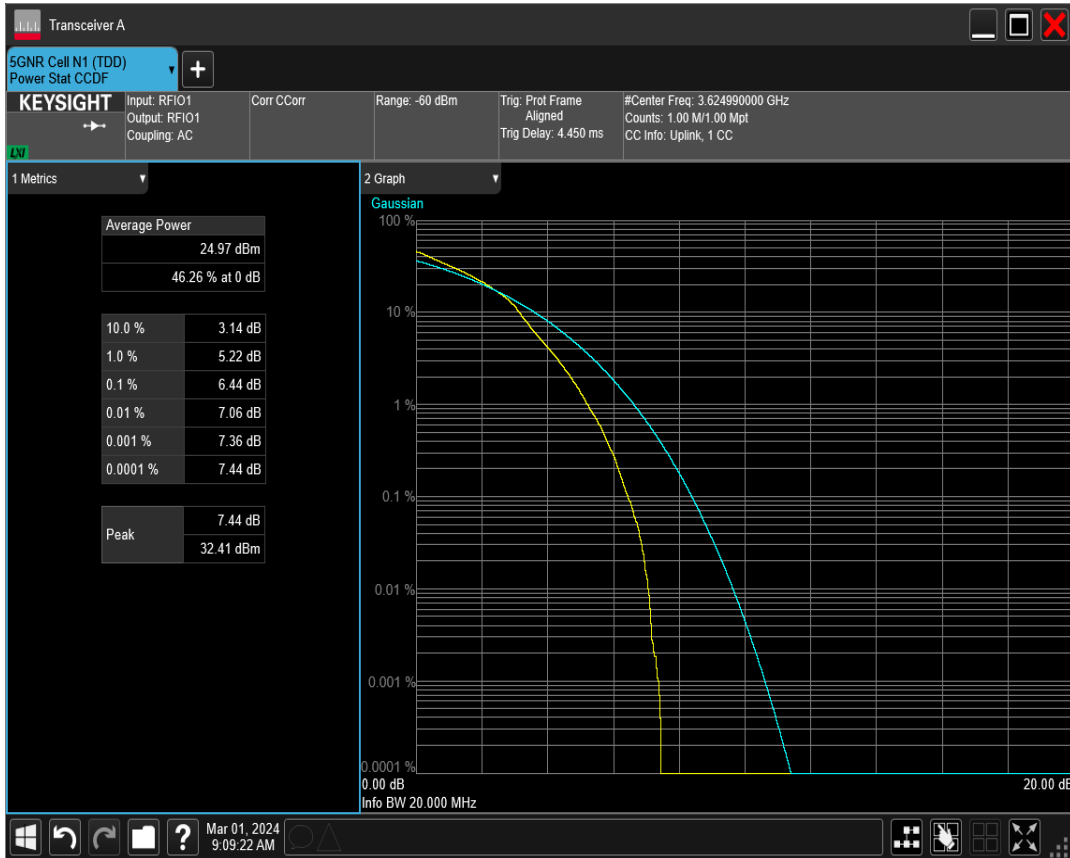 Transceiver A
5GNR Cell N1 (TDD)
Power Stat CCDF
+
KEYSIGHT
LXI
Input: RFIO1
Output: RFIO1
Coupling: AC
Corr CCorr
Range: -60 dBm
Trig: Prot Frame
Aligned
Trig Delay: 4.450 ms
#Center Freq: 3.624990000 GHz
Counts: 1.00 M/1.00 Mpt
CC Info: Uplink, 1 CC
1 Metrics
Average Power
24.97 dBm
46.26 % at 0 dB
10.0 % 3.14 dB
1.0 % 5.22 dB
0.1 % 6.44 dB
0.01 % 7.06 dB
0.001 % 7.36 dB
0.0001 % 7.44 dB
Peak
7.44 dB
32.41 dBm
2 Graph
Gaussian
100 %
10 %
1 %
0.1 %
0.01 %
0.001 %
0.0001 %
0.00 dB 20.00 dB
Info BW 20.000 MHz
?
Mar 01, 2024
9:09:22 AM